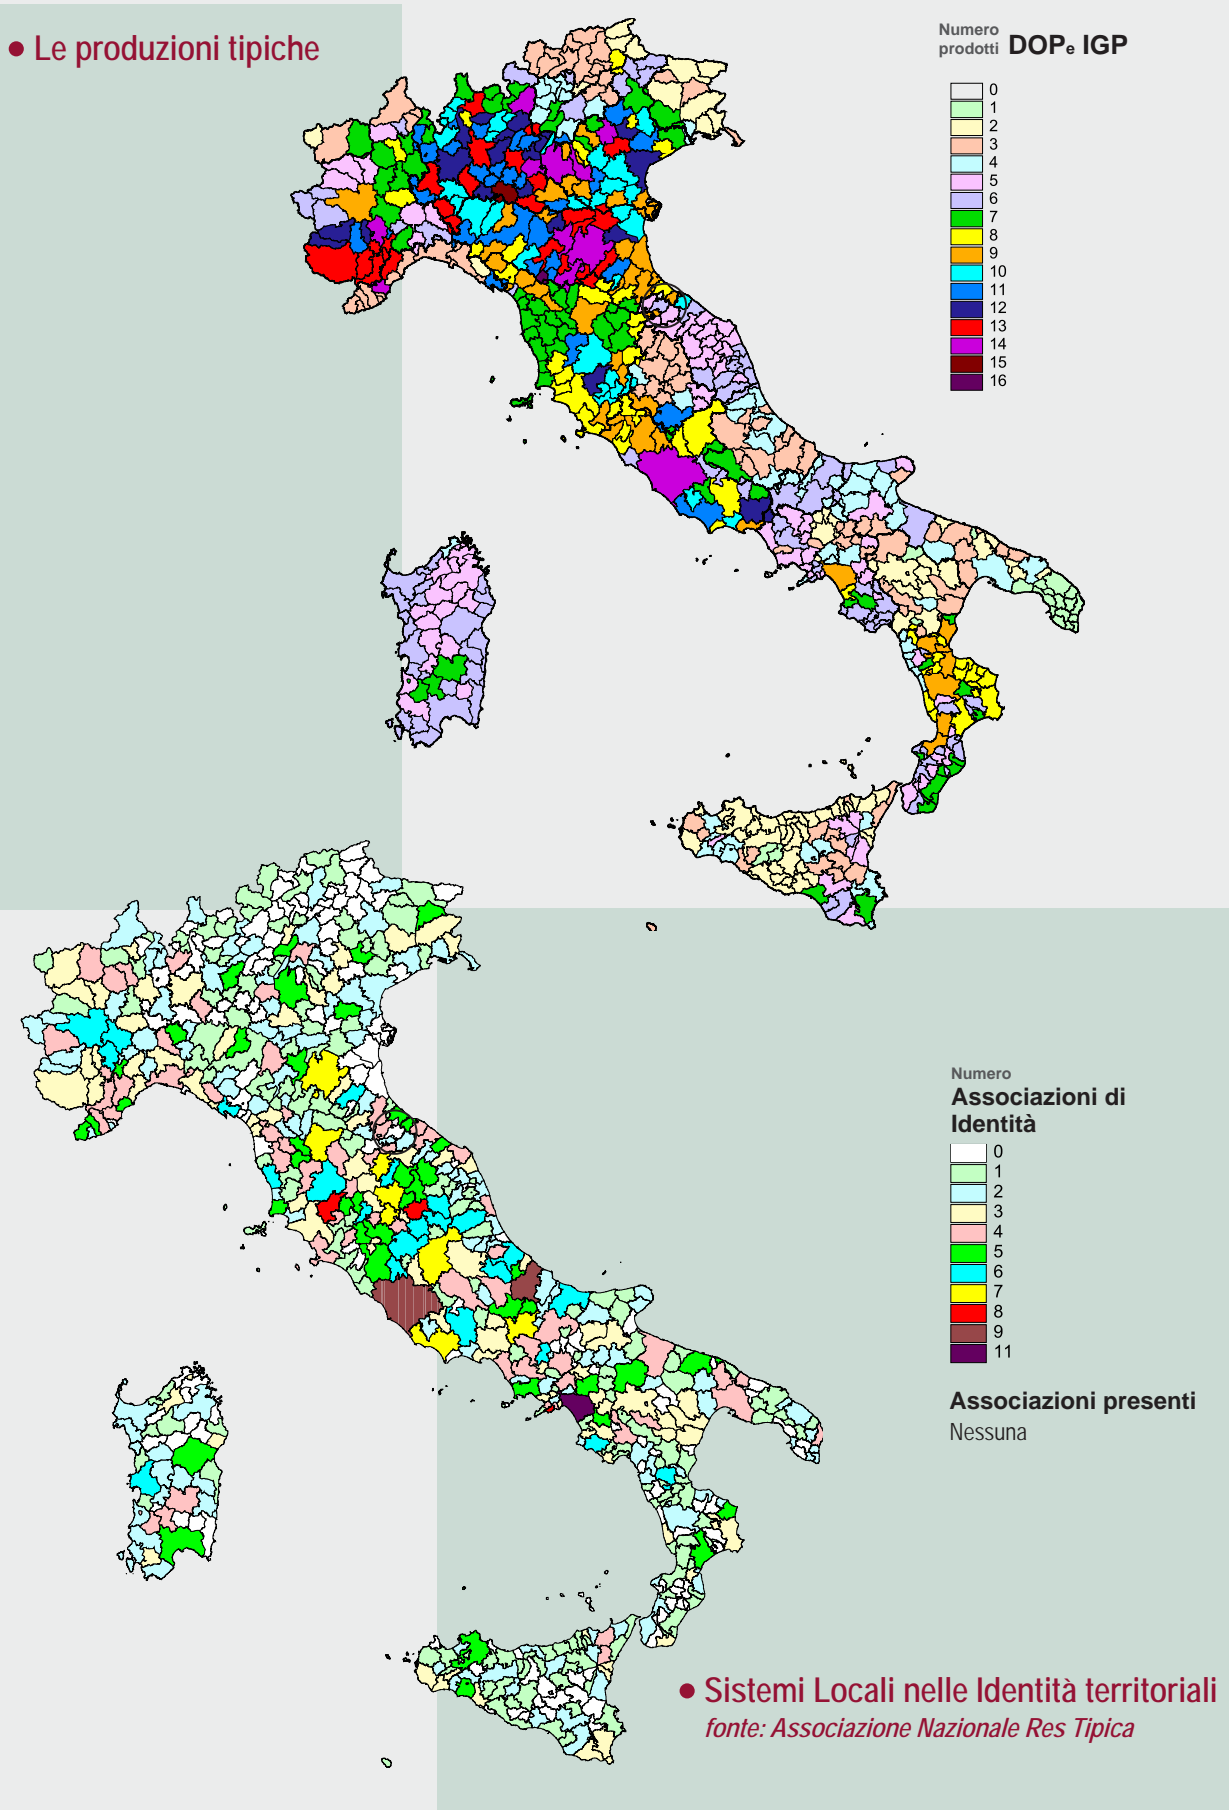 • Le produzioni tipiche
Numero
prodotti DOPe IGP
0
1
2
3
4
5
6
7
8
9
10
11
12
13
14
15
16
Numero
Associazioni di
Identità
0
1
2
3
4
5
6
7
8
9
11
Associazioni presenti
Nessuna
• Sistemi Locali nelle Identità territoriali
fonte: Associazione Nazionale Res Tipica